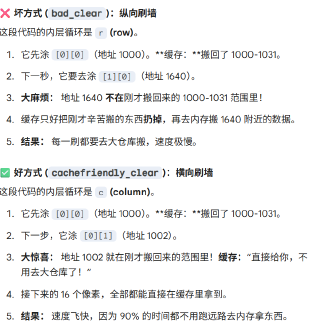 ❌ 坏方式 (bad_clear)：纵向刷墙
这段代码的内层循环是 r (row)。
1. 它先涂 [0][0]（地址 1000）。**缓存：**搬回了 1000-1031。
2. 下一秒，它要去涂 [1][0]（地址 1640）。
3. 大麻烦： 地址 1640 不在刚才搬回来的 1000-1031 范围里！
4. 缓存只好把刚才辛苦搬的东西扔掉，再去内存搬 1640 附近的数据。
5. 结果： 每一刷都要去大仓库搬，速度极慢。
✅ 好方式 (cachefriendly_clear)：横向刷墙
这段代码的内层循环是 c (column)。
1. 它先涂 [0][0]（地址 1000）。**缓存：**搬回了 1000-1031。
2. 下一步，它涂 [0][1]（地址 1002）。
3. 大惊喜： 地址 1002 就在刚才搬回来的范围里！缓存：“直接给你，不
用去大仓库了！”
4. 接下来的 16 个像素，全部都能直接在缓存里拿到。
5. 结果： 速度飞快，因为 90% 的时间都不用跑远路去内存拿东西。